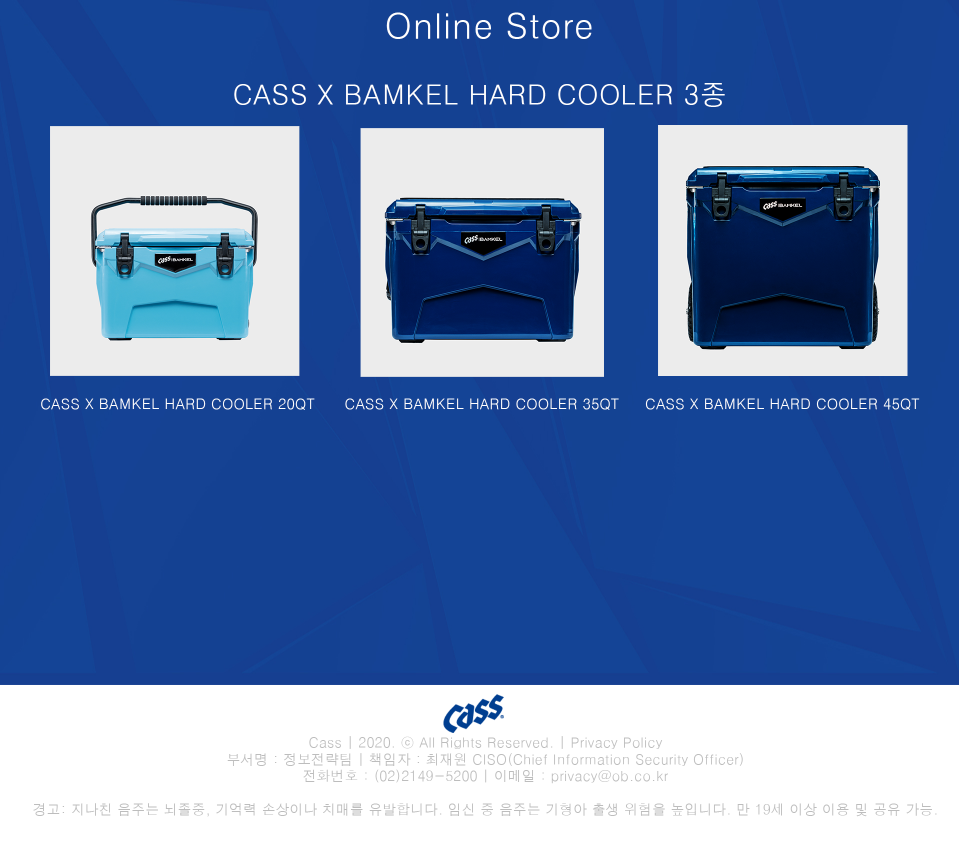 Online Store
CASS X BAMKEL HARD COOLER 3종
CASS BAMKEL
CASS BAMKEL
CASS BAMKEL
CASS X BAMKEL HARD COOLER 20QT
CASS X BAMKEL HARD COOLER 35QT
CASS X BAMKEL HARD COOLER 45QT
Cass
Cass | 2020. ⓒ All Rights Reserved. | Privacy Policy
부서명 : 정보전략팀 | 책임자 : 최재원 CISO(Chief Information Security Officer)
전화번호 : (02)2149-5200 | 이메일 : privacy@ob.co.kr
경고: 지나친 음주는 뇌졸중, 기억력 손상이나 치매를 유발합니다. 임신 중 음주는 기형아 출생 위험을 높입니다. 만 19세 이상 이용 및 공유 가능.